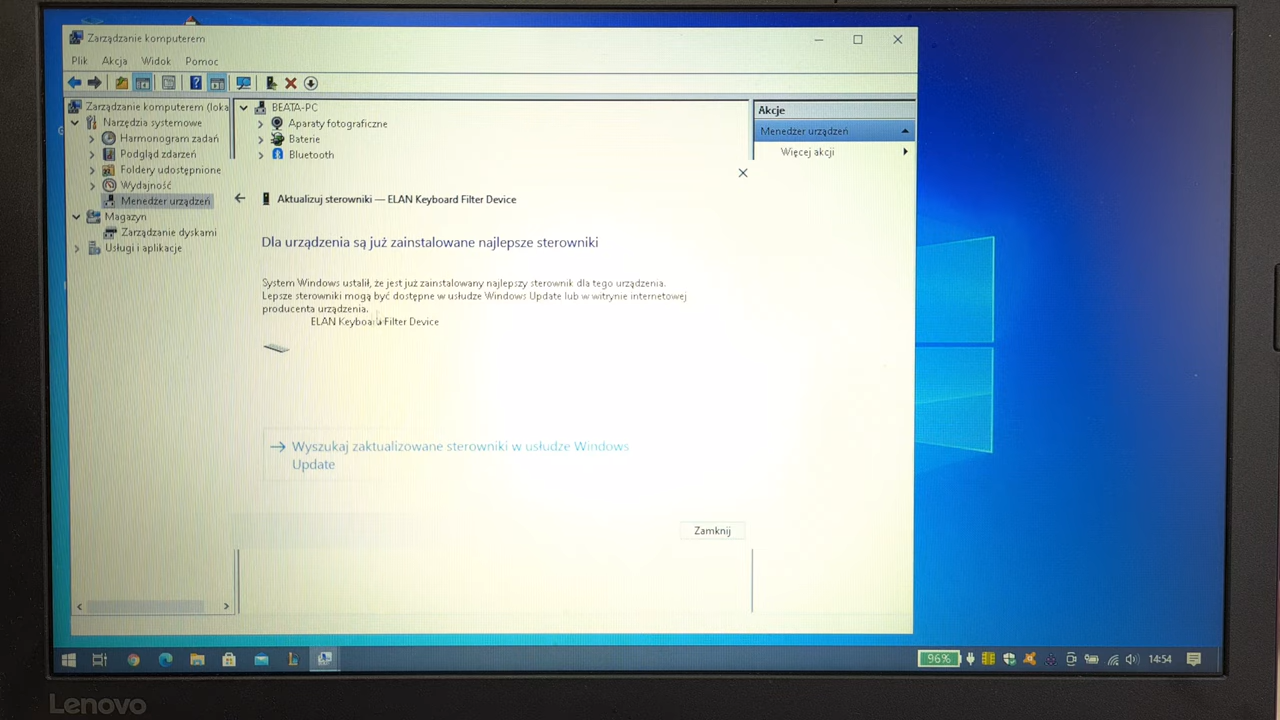 Zarządzanie komputerem
Plik Akcja Widok Pomoc
Zarządzanie komputerem (loka
Narzędzia systemowe
Harmonogram zadań
Podgląd zdarzeń
Foldery udostępnione
Wydajność
Menedżer urządzeń
Magazyn
Zarządzanie dyskami
Usługi i aplikacje
BEATA-PC
Aparaty fotograficzne
Baterie
Bluetooth
Akcje
Menedżer urządzeń
Więcej akcji
Aktualizuj sterowniki — ELAN Keyboard Filter Device
Dla urządzenia są już zainstalowane najlepsze sterowniki
System Windows ustalił, że jest już zainstalowany najlepszy sterownik dla tego urządzenia.
Lepsze sterowniki mogą być dostępne w usłudze Windows Update lub w witrynie internetowej
producenta urządzenia.
ELAN Keyboard Filter Device
Wyszukaj zaktualizowane sterowniki w usłudze Windows
Update
Zamknij
96%
14:54
Lenovo